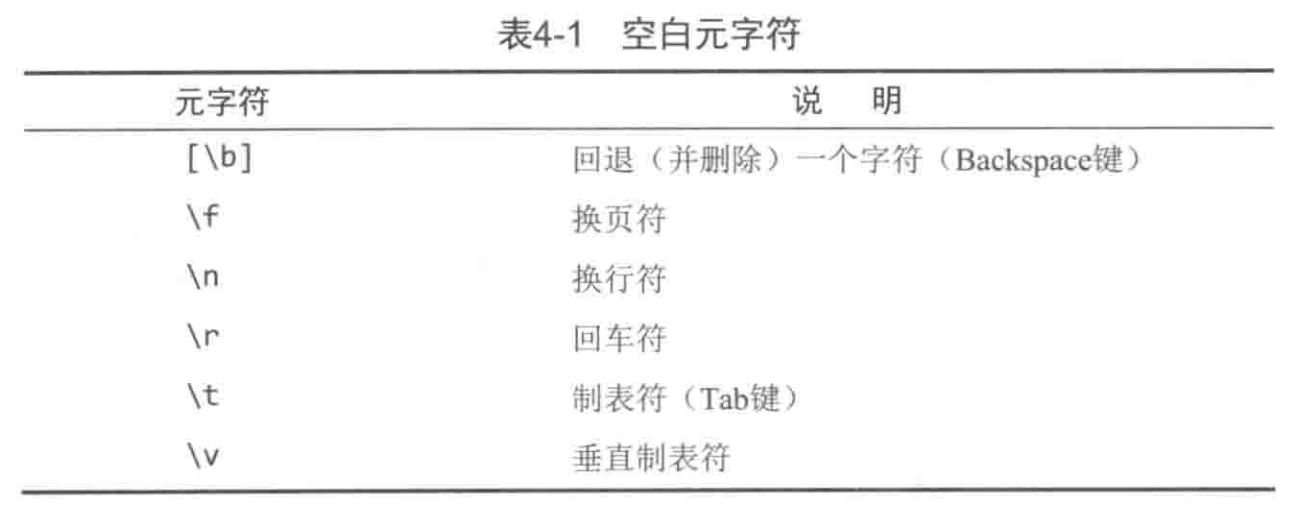 表4-1 空白元字符
元字符 说 明
[\b] 回退（并删除）一个字符（Backspace键）
\f 换页符
\n 换行符
\r 回车符
\t 制表符（Tab键）
\v 垂直制表符